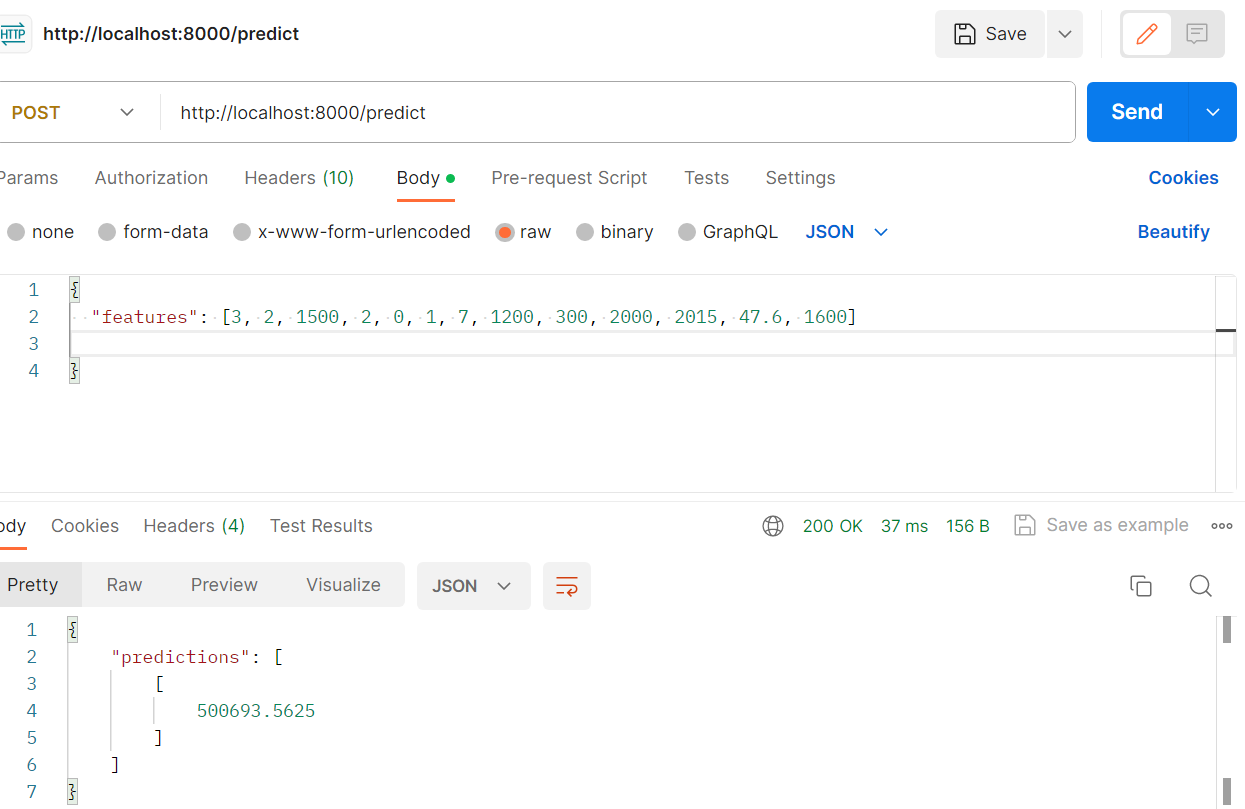 HTTP http://localhost:8000/predict Save
POST http://localhost:8000/predict Send
Params Authorization Headers (10) Body Pre-request Script Tests Settings Cookies
none form-data x-www-form-urlencoded raw binary GraphQL JSON Beautify
1 {
2 "features": [3, 2, 1500, 2, 0, 1, 7, 1200, 300, 2000, 2015, 47.6, 1600]
3
4 }
ody Cookies Headers (4) Test Results 200 OK 37 ms 156 B Save as example
Pretty Raw Preview Visualize JSON
1 {
2 "predictions": [
3 [
4 500693.5625
5 ]
6 ]
7 }